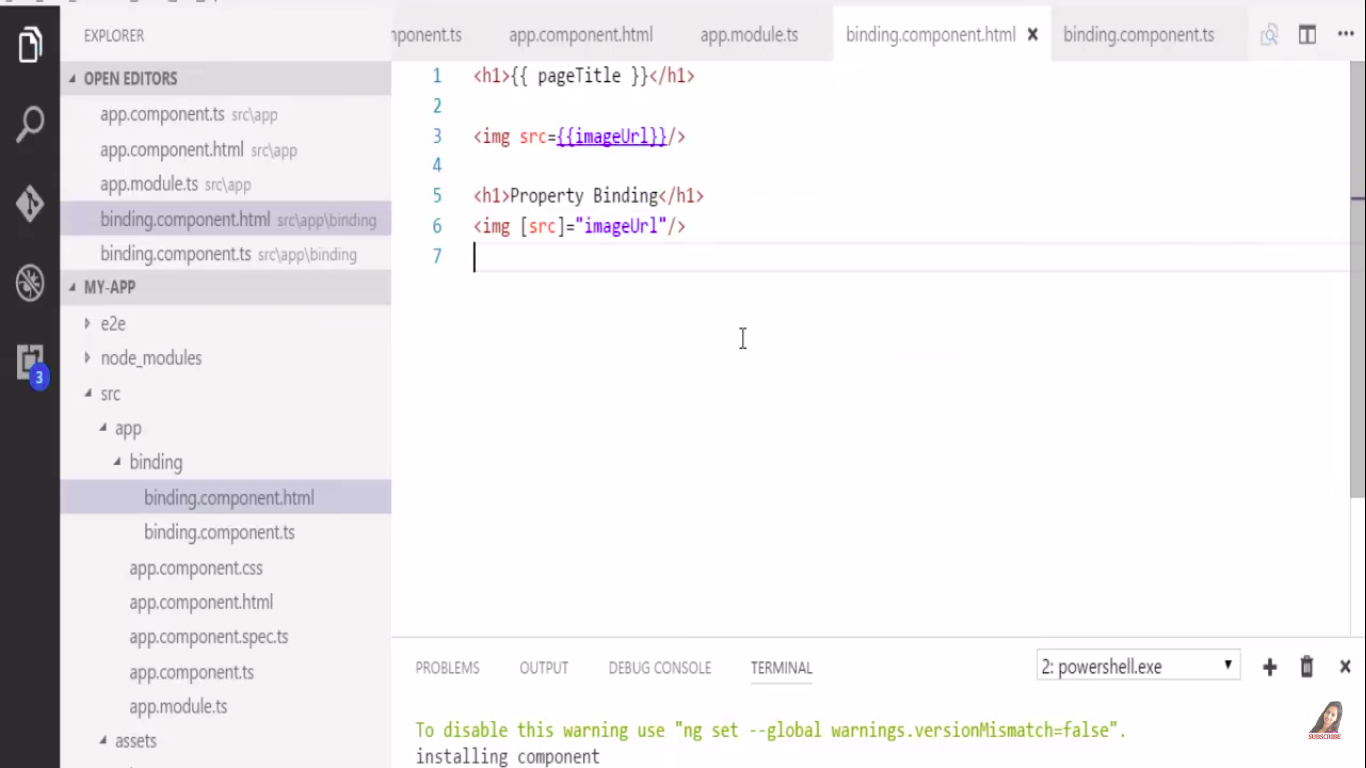 EXPLORER
OPEN EDITORS
app.component.ts src\app
app.component.html src\app
app.module.ts src\app
binding.component.html src\app\binding
binding.component.ts src\app\binding
MY-APP
e2e
node_modules
src
app
binding
binding.component.html
binding.component.ts
app.component.css
app.component.html
app.component.spec.ts
app.component.ts
app.module.ts
assets
3
mponent.ts app.component.html app.module.ts binding.component.html binding.component.ts
1 <h1>{{ pageTitle }}</h1>
2
3 <img src={{imageUrl}}/>
4
5 <h1>Property Binding</h1>
6 <img [src]="imageUrl"/>
7
PROBLEMS OUTPUT DEBUG CONSOLE TERMINAL 2: powershell.exe
To disable this warning use "ng set --global warnings.versionMismatch=false".
installing component
SUBSCRIBE